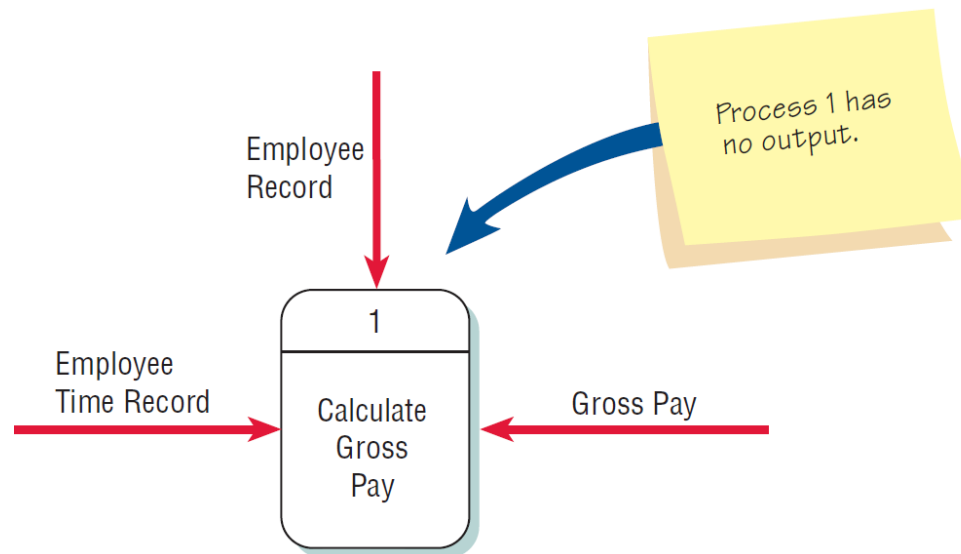 Process 1 has
no output.
Employee
Record
1
Employee
Time Record
Calculate
Gross
Pay
Gross Pay